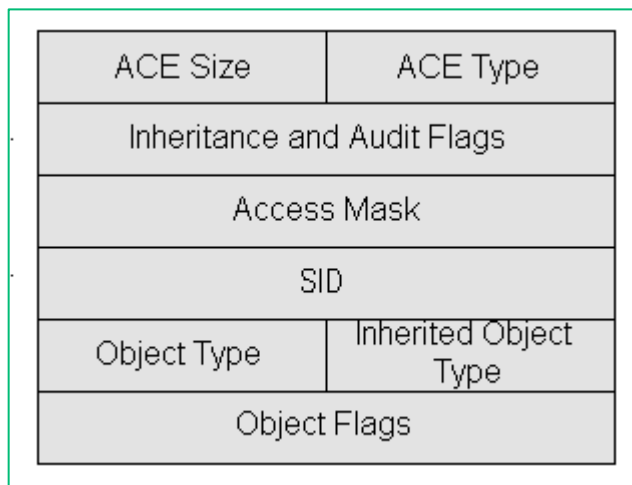 ACE Size
ACE Type
Inheritance and Audit Flags
Access Mask
SID
Object Type
Inherited Object
Type
Object Flags